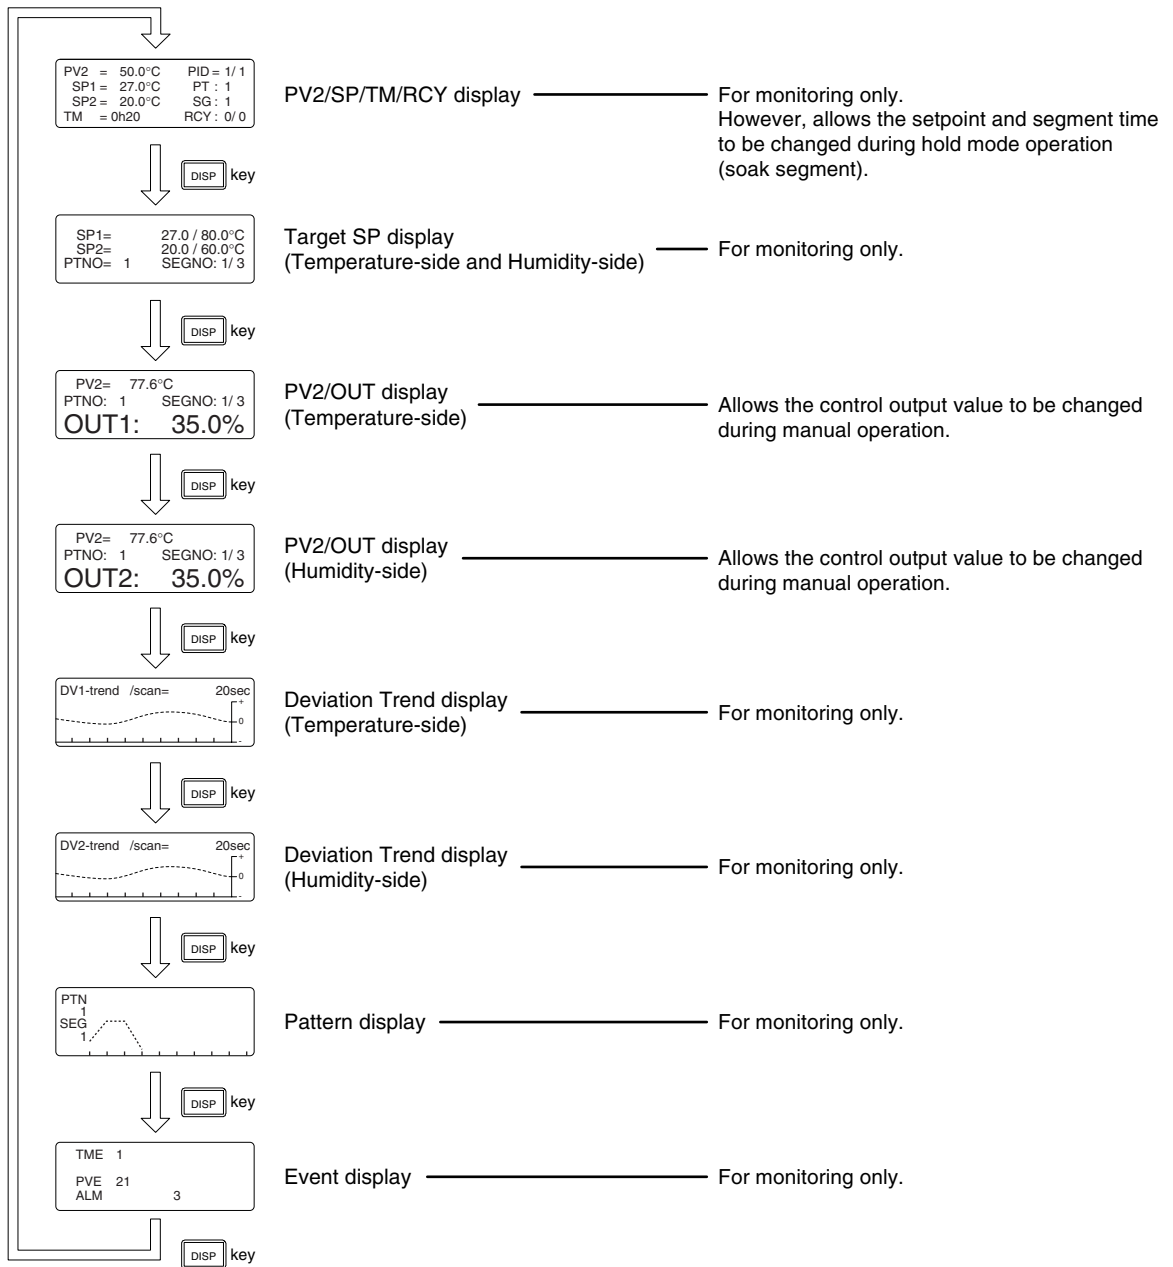 PV2 = 50.0°C PID = 1/ 1
SP1 = 27.0°C PT : 1
SP2 = 20.0°C SG : 1
TM = 0h20 RCY : 0/ 0
PV2/SP/TM/RCY display
For monitoring only.
However, allows the setpoint and segment time
to be changed during hold mode operation
(soak segment).
DISP key
SP1= 27.0 / 80.0°C
SP2= 20.0 / 60.0°C
PTNO= 1 SEGNO: 1/ 3
Target SP display
(Temperature-side and Humidity-side)
For monitoring only.
DISP key
PV2= 77.6°C
PTNO: 1 SEGNO: 1/ 3
OUT1: 35.0%
PV2/OUT display
(Temperature-side)
Allows the control output value to be changed
during manual operation.
DISP key
PV2= 77.6°C
PTNO: 1 SEGNO: 1/ 3
OUT2: 35.0%
PV2/OUT display
(Humidity-side)
Allows the control output value to be changed
during manual operation.
DISP key
DV1-trend /scan= 20sec
+
0
-
Deviation Trend display
(Temperature-side)
For monitoring only.
DISP key
DV2-trend /scan= 20sec
+
0
-
Deviation Trend display
(Humidity-side)
For monitoring only.
DISP key
PTN
1
SEG
1
Pattern display
For monitoring only.
DISP key
TME 1
PVE 21
ALM 3
Event display
For monitoring only.
DISP key